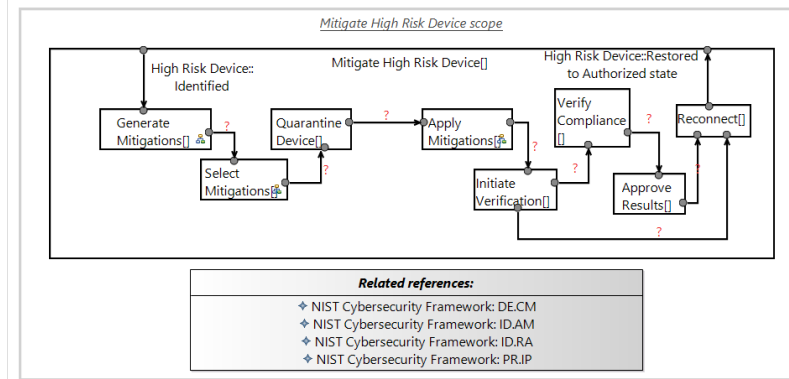 Mitigate High Risk Device scope
High Risk Device::
Identified
Mitigate High Risk Device[]
High Risk Device::Restored
to Authorized state
Generate
Mitigations[]
?
Select
Mitigations[]
?
Quarantine
Device[]
?
Apply
Mitigations[]
?
Initiate
Verification[]
?
Verify
Compliance
[]
?
Approve
Results[]
?
Reconnect[]
?
Related references:
NIST Cybersecurity Framework: DE.CM
NIST Cybersecurity Framework: ID.AM
NIST Cybersecurity Framework: ID.RA
NIST Cybersecurity Framework: PR.IP